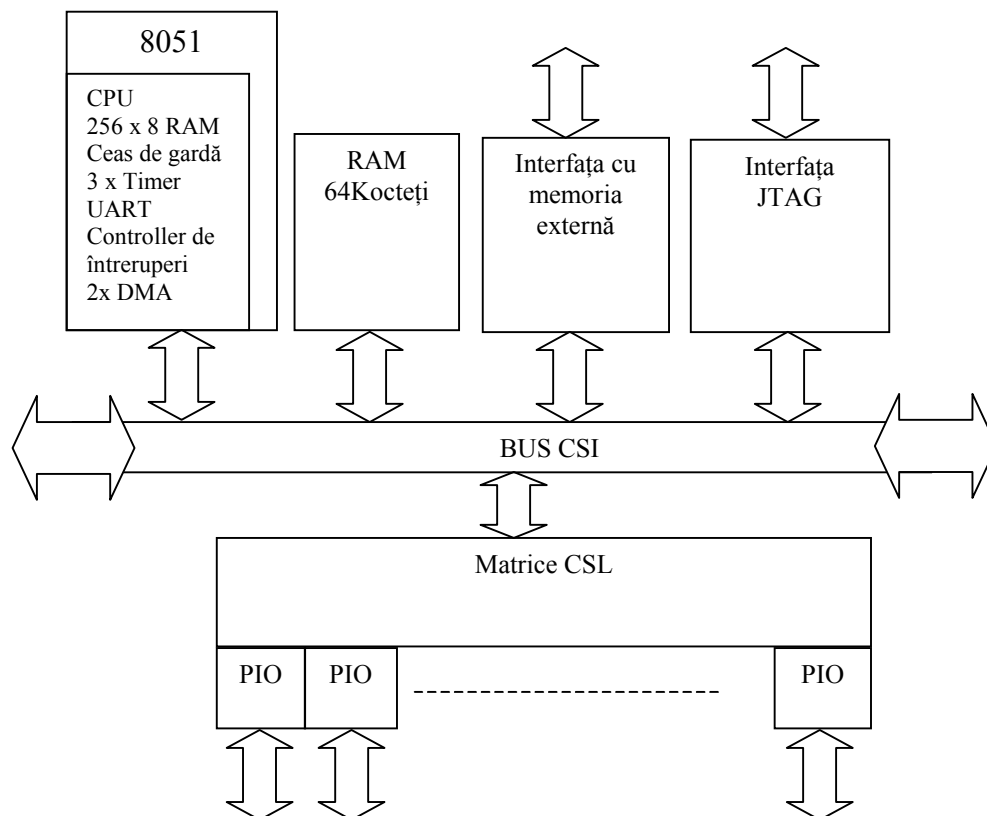 8051
CPU
256 x 8 RAM
Ceas de gardă
3 x Timer
UART
Controller de
întreruperi
2x DMA
RAM
64Kocteți
Interfața cu
memoria
externă
Interfața
JTAG
BUS CSI
Matrice CSL
PIO
PIO
PIO